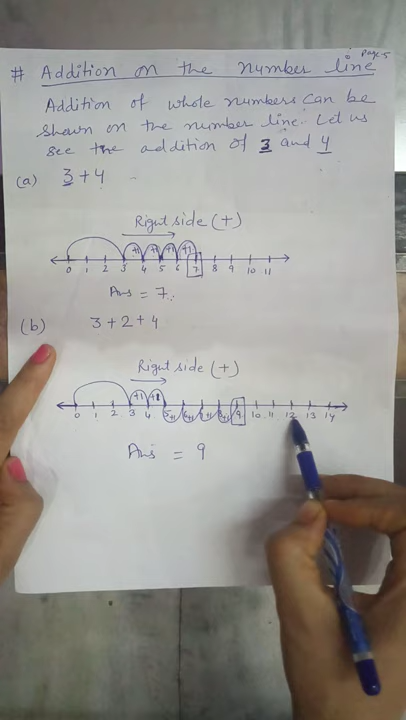 Page-5
# Addition on the number line
Addition of whole numbers can be
shown on the number line. Let us
see the addition of 3 and 4
(a) 3+4
Right side (+)
+1 +1 +1 +1
0 1 2 3 4 5 6 7 8 9 10 11
Ans = 7.
(b) 3+2+4
Right side (+)
+1 +1
0 1 2 3 4 5 6 7 8 9 10 11 12 13 14
+1 +1 +1 +1
Ans = 9